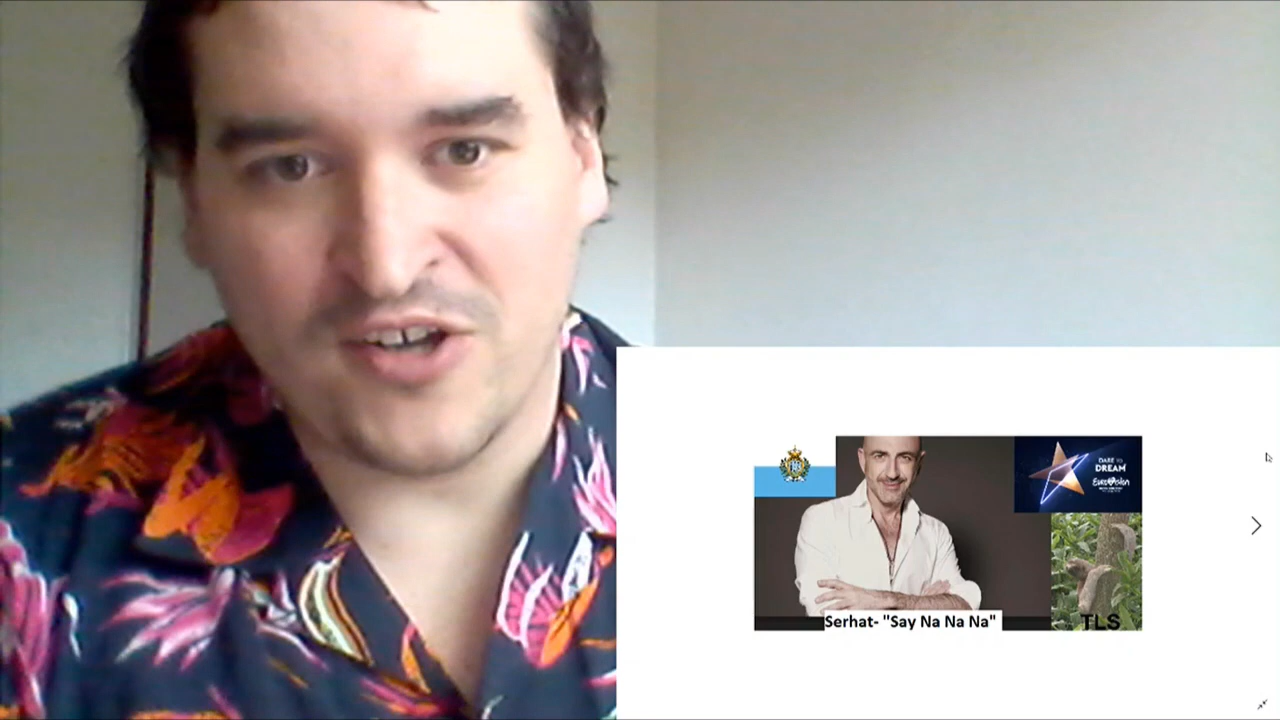 DARE TO
DREAM
EUROVISION
Serhat- "Say Na Na Na"
TLS